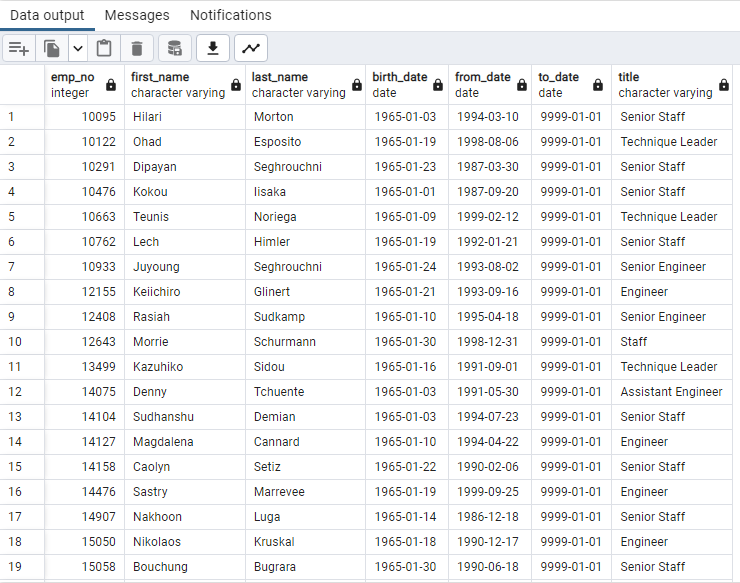 Data output Messages Notifications
emp_no first_name last_name birth_date from_date to_date title
integer character varying character varying date date date character varying
1 10095 Hilari Morton 1965-01-03 1994-03-10 9999-01-01 Senior Staff
2 10122 Ohad Esposito 1965-01-19 1998-08-06 9999-01-01 Technique Leader
3 10291 Dipayan Seghrouchni 1965-01-23 1987-03-30 9999-01-01 Senior Staff
4 10476 Kokou Iisaka 1965-01-01 1987-09-20 9999-01-01 Senior Staff
5 10663 Teunis Noriega 1965-01-09 1999-02-12 9999-01-01 Technique Leader
6 10762 Lech Himler 1965-01-19 1992-01-21 9999-01-01 Senior Staff
7 10933 Juyoung Seghrouchni 1965-01-24 1993-08-02 9999-01-01 Senior Engineer
8 12155 Keiichiro Glinert 1965-01-21 1993-09-16 9999-01-01 Engineer
9 12408 Rasiah Sudkamp 1965-01-10 1995-04-18 9999-01-01 Senior Engineer
10 12643 Morrie Schurmann 1965-01-30 1998-12-31 9999-01-01 Staff
11 13499 Kazuhiko Sidou 1965-01-16 1991-09-01 9999-01-01 Technique Leader
12 14075 Denny Tchuente 1965-01-03 1991-05-30 9999-01-01 Assistant Engineer
13 14104 Sudhanshu Demian 1965-01-03 1994-07-23 9999-01-01 Senior Staff
14 14127 Magdalena Cannard 1965-01-10 1994-04-22 9999-01-01 Engineer
15 14158 Caolyn Setiz 1965-01-22 1990-02-06 9999-01-01 Senior Staff
16 14476 Sastry Marrevee 1965-01-19 1999-09-25 9999-01-01 Engineer
17 14907 Nakhoon Luga 1965-01-14 1986-12-18 9999-01-01 Senior Staff
18 15050 Nikolaos Kruskal 1965-01-18 1990-12-17 9999-01-01 Engineer
19 15058 Bouchung Bugrara 1965-01-30 1990-06-18 9999-01-01 Senior Staff